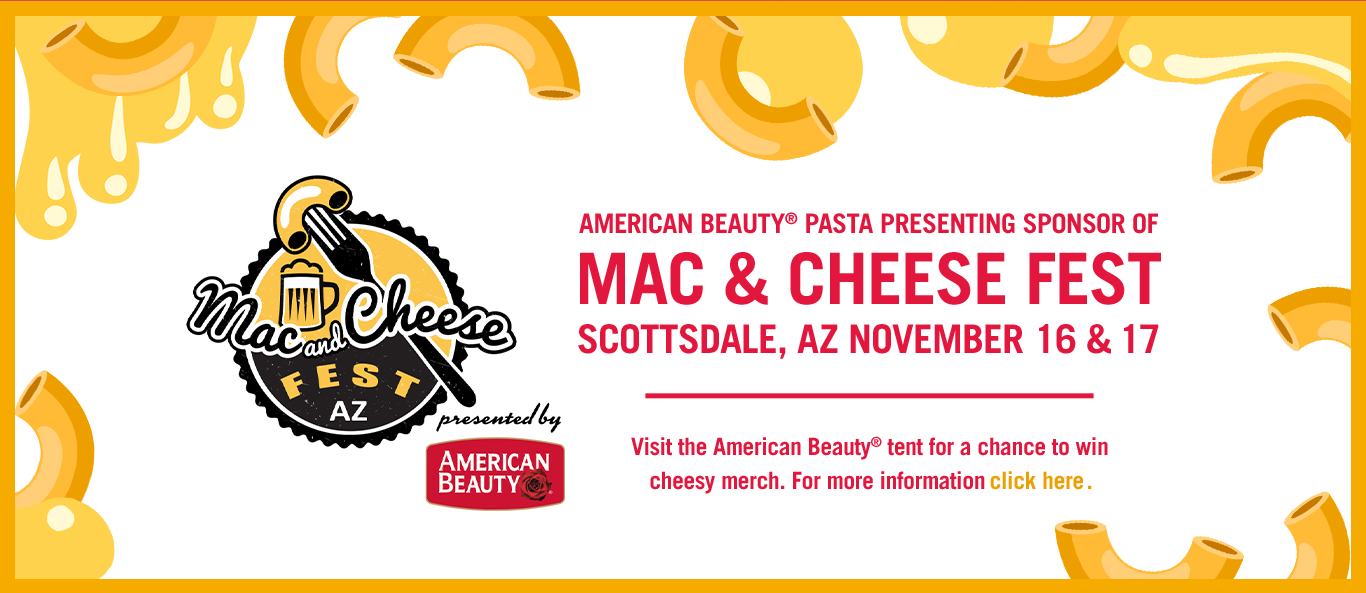 Mac and Cheese
FEST
AZ
presented by
AMERICAN
BEAUTY®
AMERICAN BEAUTY® PASTA PRESENTING SPONSOR OF
MAC & CHEESE FEST
SCOTTSDALE, AZ NOVEMBER 16 & 17
Visit the American Beauty® tent for a chance to win
cheesy merch. For more information click here.